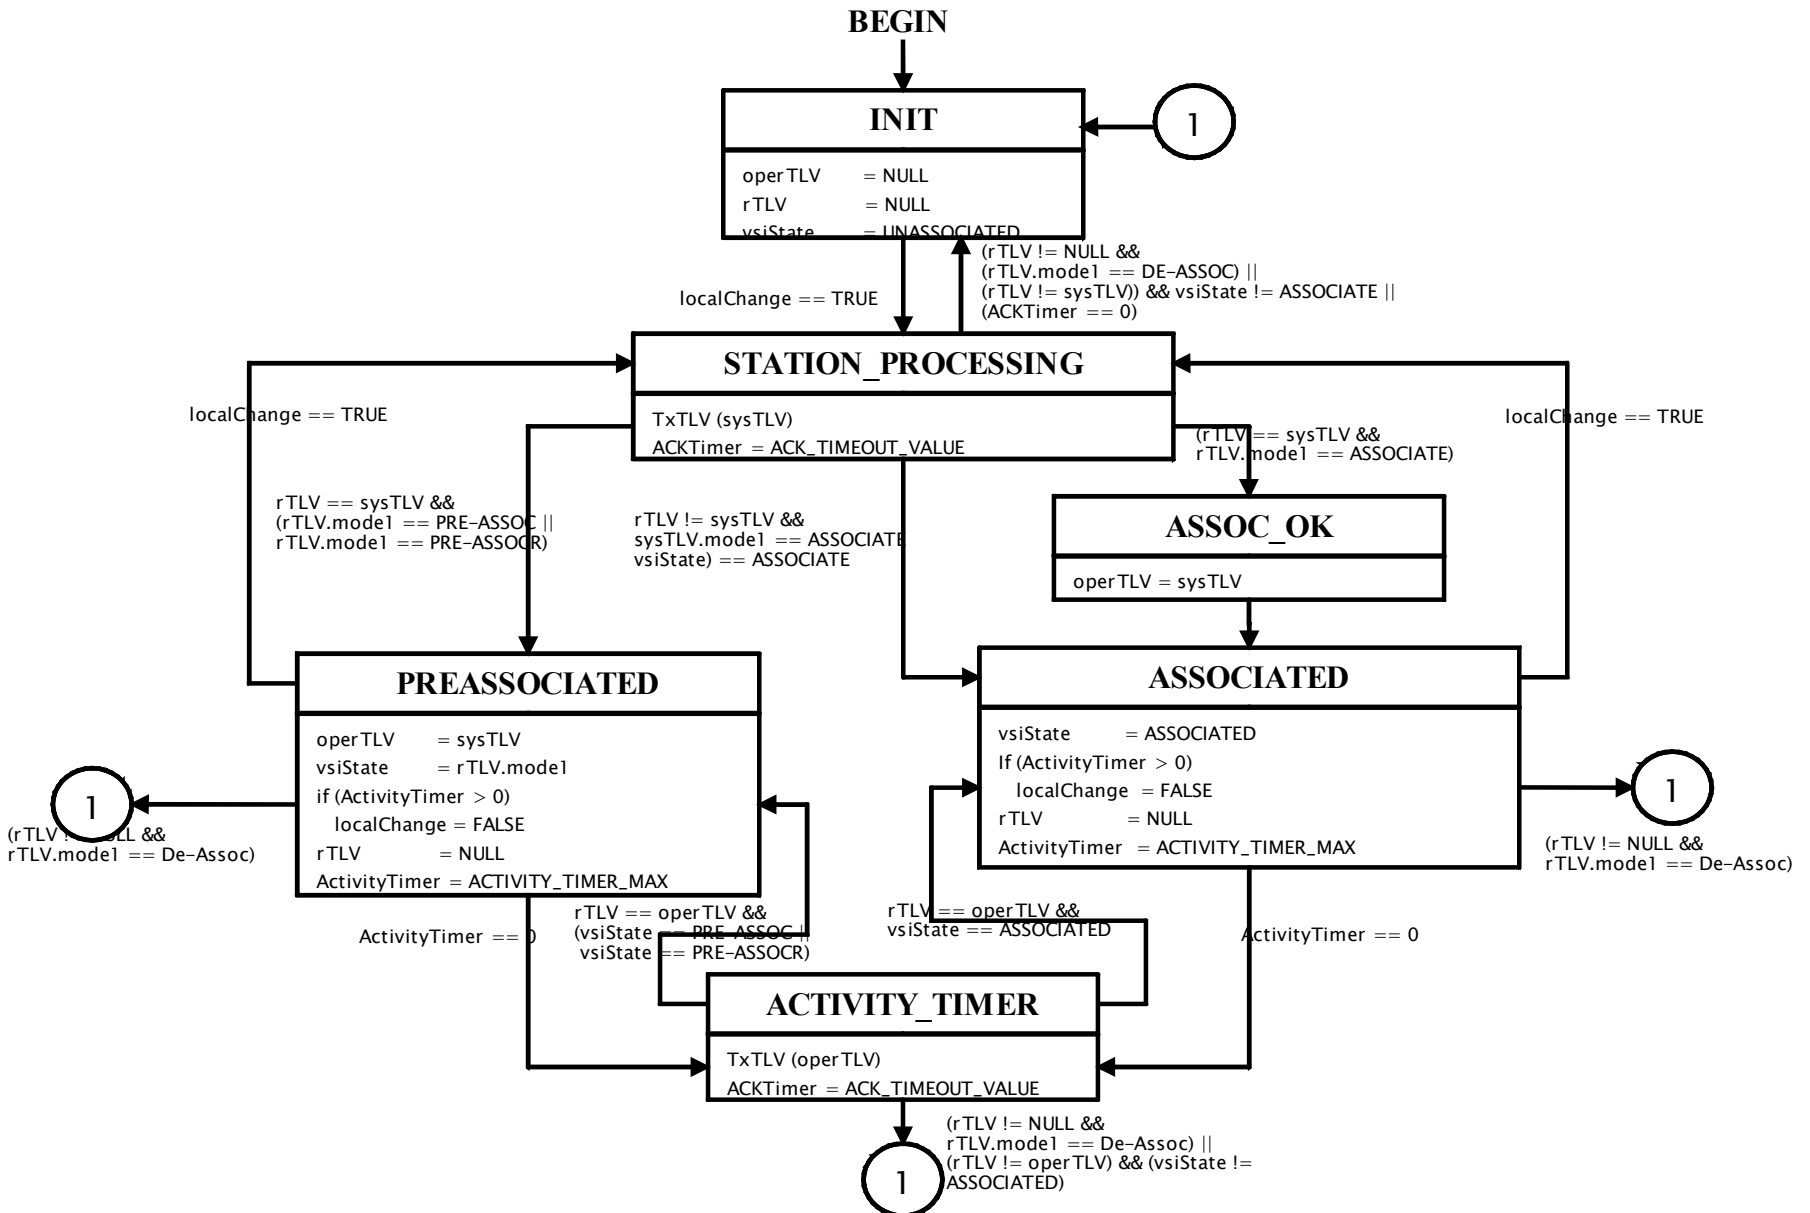 BEGIN
INIT
1
operTLV = NULL
rTLV = NULL
vsiState = UNASSOCIATED
(rTLV != NULL &&
(rTLV.mode1 == DE-ASSOC) ||
(rTLV != sysTLV)) && vsiState != ASSOCIATE ||
(ACKTimer == 0)
localChange == TRUE
STATION_PROCESSING
TxTLV (sysTLV)
ACKTimer = ACK_TIMEOUT_VALUE
localChange == TRUE
localChange == TRUE
(rTLV == sysTLV &&
rTLV.mode1 == ASSOCIATE)
rTLV == sysTLV &&
(rTLV.mode1 == PRE-ASSOC ||
rTLV.mode1 == PRE-ASSOCR)
rTLV != sysTLV &&
sysTLV.mode1 == ASSOCIATE
vsiState) == ASSOCIATE
ASSOC_OK
operTLV = sysTLV
PREASSOCIATED
operTLV = sysTLV
vsiState = rTLV.mode1
if (ActivityTimer > 0)
localChange = FALSE
rTLV = NULL
ActivityTimer = ACTIVITY_TIMER_MAX
ASSOCIATED
vsiState = ASSOCIATED
If (ActivityTimer > 0)
localChange = FALSE
rTLV = NULL
ActivityTimer = ACTIVITY_TIMER_MAX
1
(rTLV != NULL &&
rTLV.mode1 == De-Assoc)
1
(rTLV != NULL &&
rTLV.mode1 == De-Assoc)
ActivityTimer == 0
rTLV == operTLV &&
(vsiState == PRE-ASSOC ||
vsiState == PRE-ASSOCR)
rTLV == operTLV &&
vsiState == ASSOCIATED
ActivityTimer == 0
ACTIVITY_TIMER
TxTLV (operTLV)
ACKTimer = ACK_TIMEOUT_VALUE
1
(rTLV != NULL &&
rTLV.mode1 == De-Assoc) ||
(rTLV != operTLV) && (vsiState !=
ASSOCIATED)